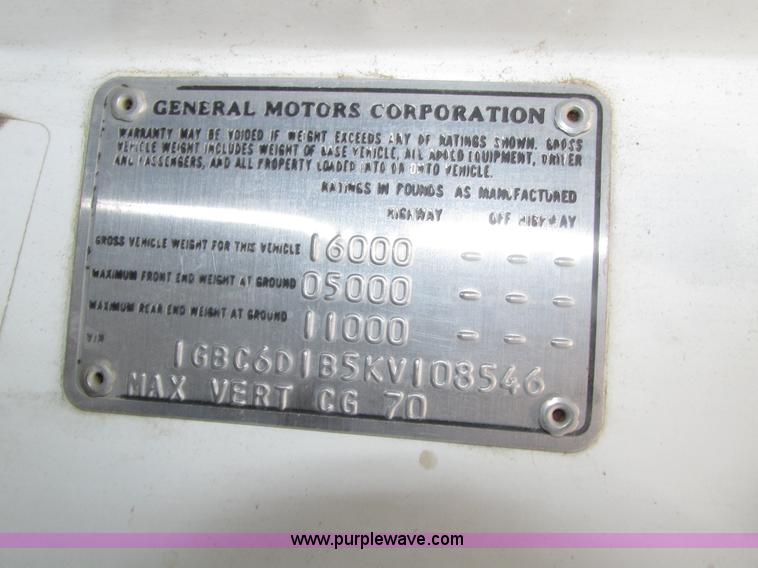 GENERAL MOTORS CORPORATION
WARRANTY MAY BE VOIDED IF WEIGHT EXCEEDS ANY OF RATINGS SHOWN. GROSS
VEHICLE WEIGHT INCLUDES WEIGHT OF BASE VEHICLE, ALL ADDED EQUIPMENT, DRIVER
AND PASSENGERS, AND ALL PROPERTY LOADED INTO OR ONTO VEHICLE.
RATINGS IN POUNDS AS MANUFACTURED
HIGHWAY OFF HIGHWAY
GROSS VEHICLE WEIGHT FOR THIS VEHICLE 16000 - - -
MAXIMUM FRONT END WEIGHT AT GROUND 05000 - - -
MAXIMUM REAR END WEIGHT AT GROUND 11000 - - -
VIN 1GBC6D1B5KV108546
MAX VERT CG 70
www.purplewave.com